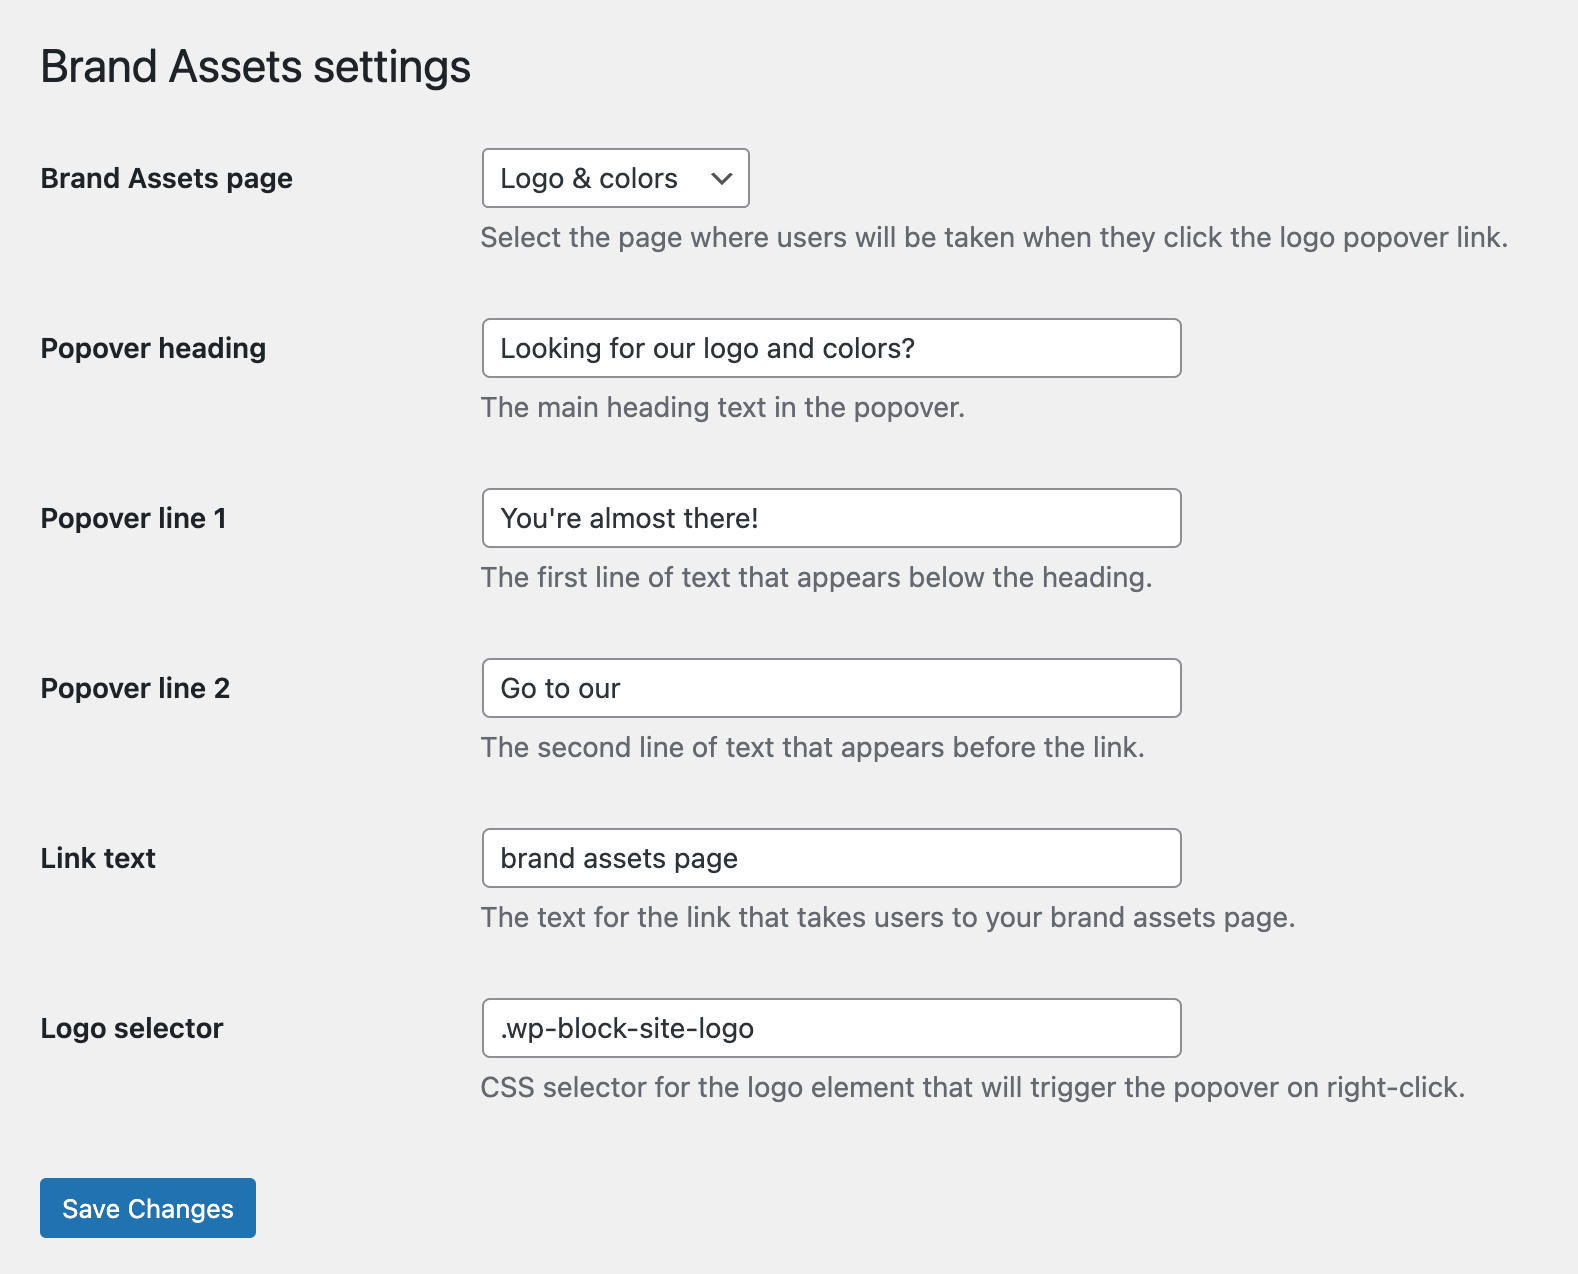 Brand Assets settings
Brand Assets page
Logo & colors
Select the page where users will be taken when they click the logo popover link.
Popover heading
Looking for our logo and colors?
The main heading text in the popover.
Popover line 1
You're almost there!
The first line of text that appears below the heading.
Popover line 2
Go to our
The second line of text that appears before the link.
Link text
brand assets page
The text for the link that takes users to your brand assets page.
Logo selector
.wp-block-site-logo
CSS selector for the logo element that will trigger the popover on right-click.
Save Changes